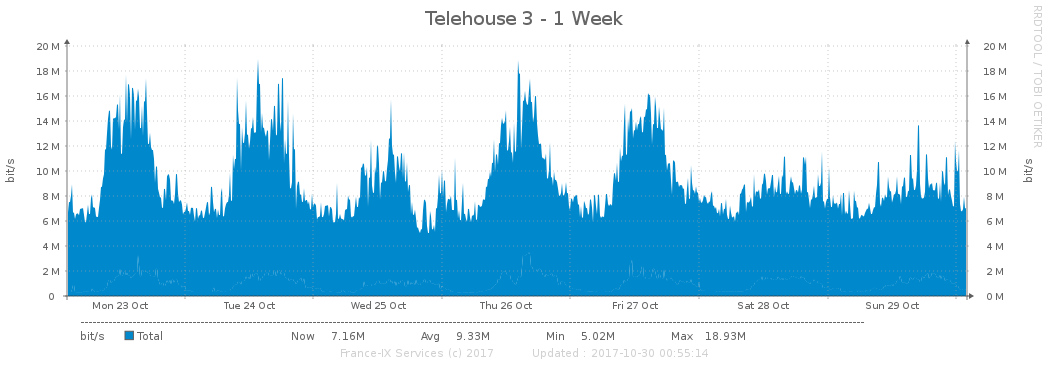 Telehouse 3 - 1 Week
RRDTOOL / TOBI OETIKER
bit/s
20 M
18 M
16 M
14 M
12 M
10 M
8 M
6 M
4 M
2 M
0
20 M
18 M
16 M
14 M
12 M
10 M
8 M
6 M
4 M
2 M
0 M
bit/s
Mon 23 Oct Tue 24 Oct Wed 25 Oct Thu 26 Oct Fri 27 Oct Sat 28 Oct Sun 29 Oct
bit/s Total Now 7.16M Avg 9.33M Min 5.02M Max 18.93M
France-IX Services (c) 2017 Updated : 2017-10-30 00:55:14